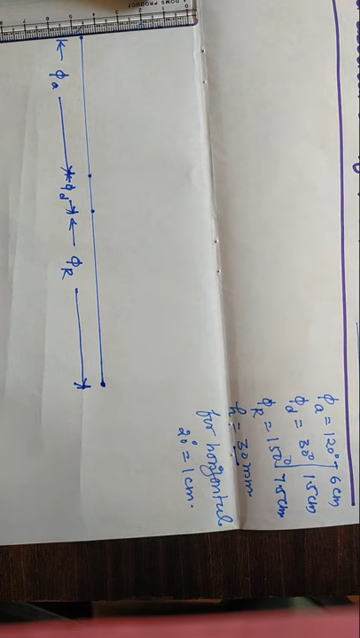 φa = 120° → 6 cm
φd = 30° | 1.5 cm
φR = 150° | 7.5 cm
h = 30 mm
for horizontal
20° = 1 cm.
φa
φd
φR